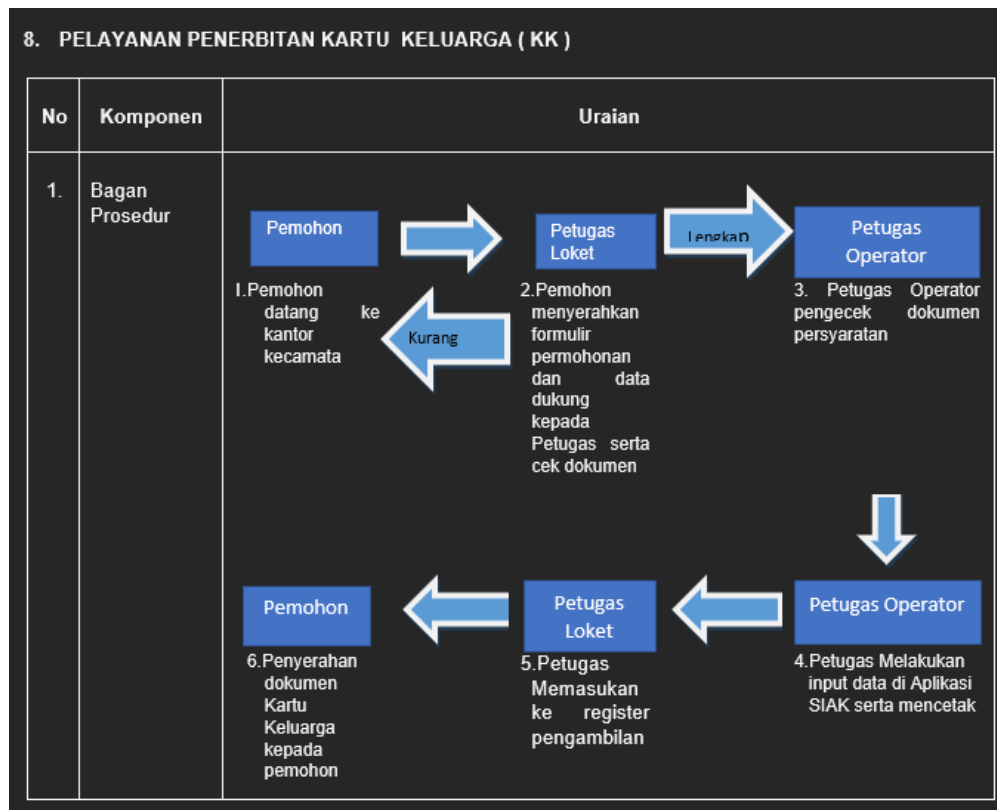 8. PELAYANAN PENERBITAN KARTU KELUARGA ( KK )
No
Komponen
Uraian
1.
Bagan
Prosedur
Pemohon
Petugas
Loket
Lengkap
Petugas
Operator
1.Pemohon
datang ke
kantor
kecamata
Kurang
2.Pemohon
menyerahkan
formulir
permohonan
dan data
dukung
kepada
Petugas serta
cek dokumen
3. Petugas Operator
pengecek dokumen
persyaratan
Pemohon
Petugas
Loket
Petugas Operator
6.Penyerahan
dokumen
Kartu
Keluarga
kepada
pemohon
5.Petugas
Memasukan
ke register
pengambilan
4.Petugas Melakukan
input data di Aplikasi
SIAK serta mencetak